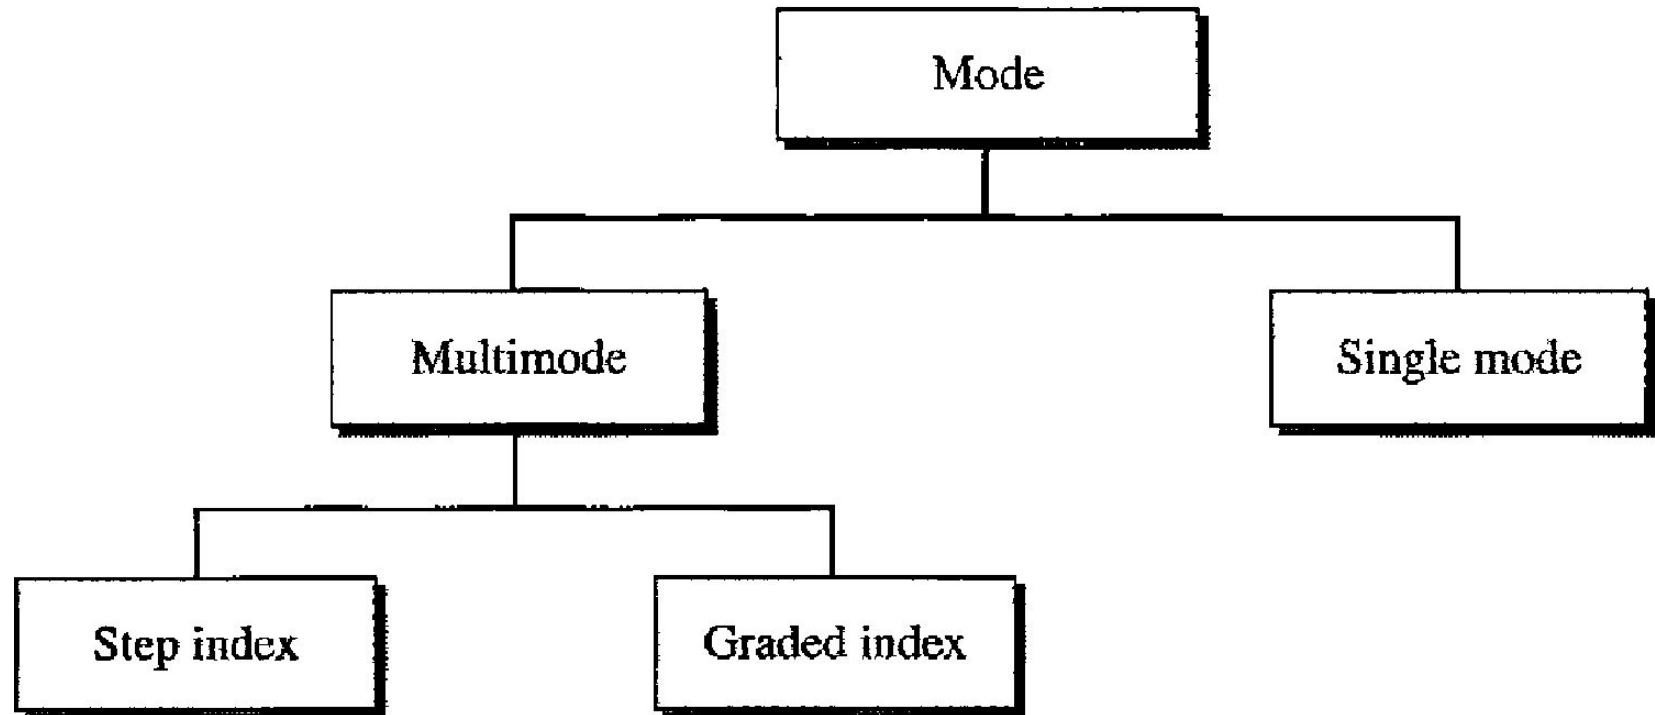 Mode
Multimode
Single mode
Step index
Graded index